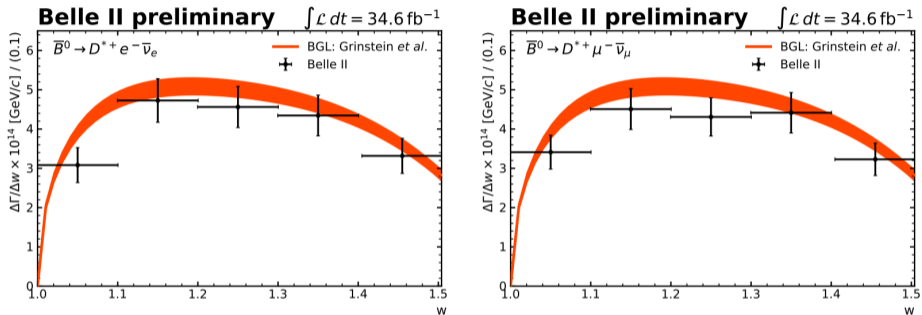 Belle II preliminary ∫ℒ dt = 34.6 fb⁻¹
B̅⁰ → D*⁺ e⁻ ν̅ₑ
BGL: Grinstein et al.
Belle II
ΔΓ/Δw × 10¹⁴ [GeV/c] / (0.1)
6
5
4
3
2
1
0
1.0 1.1 1.2 1.3 1.4 1.5
w
Belle II preliminary ∫ℒ dt = 34.6 fb⁻¹
B̅⁰ → D*⁺ μ⁻ ν̅_μ
BGL: Grinstein et al.
Belle II
ΔΓ/Δw × 10¹⁴ [GeV/c] / (0.1)
6
5
4
3
2
1
0
1.0 1.1 1.2 1.3 1.4 1.5
w